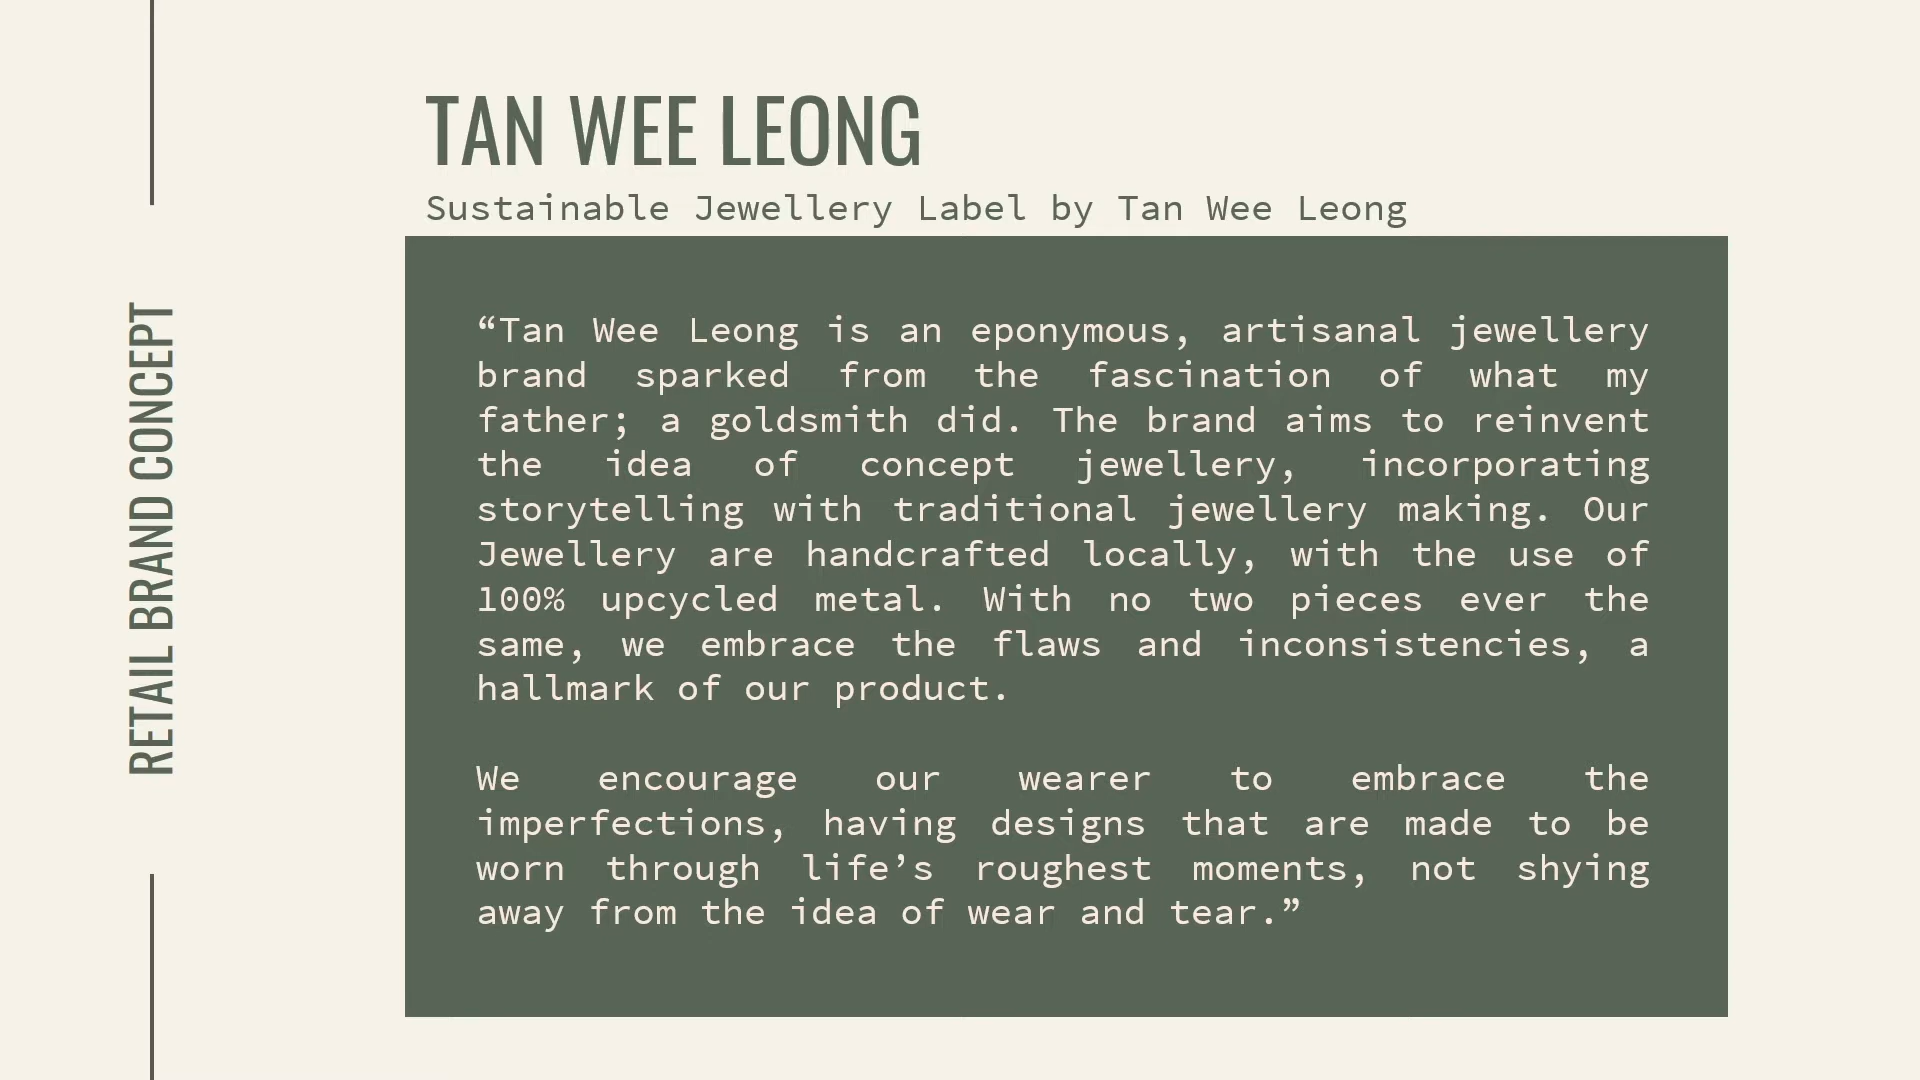 RETAIL BRAND CONCEPT
TAN WEE LEONG
Sustainable Jewellery Label by Tan Wee Leong
“Tan Wee Leong is an eponymous, artisanal jewellery
brand sparked from the fascination of what my
father; a goldsmith did. The brand aims to reinvent
the idea of concept jewellery, incorporating
storytelling with traditional jewellery making. Our
Jewellery are handcrafted locally, with the use of
100% upcycled metal. With no two pieces ever the
same, we embrace the flaws and inconsistencies, a
hallmark of our product.
We encourage our wearer to embrace the
imperfections, having designs that are made to be
worn through life’s roughest moments, not shying
away from the idea of wear and tear.”